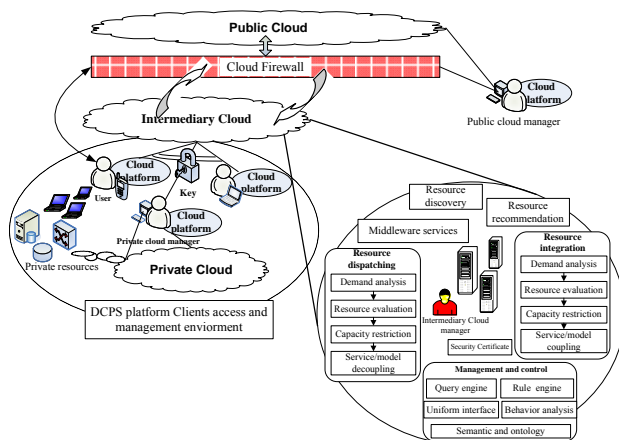 Public Cloud
Cloud Firewall
Cloud
platform
Public cloud manager
Intermediary Cloud
Cloud
platform
User
Key
Cloud
platform
Cloud
platform
Private cloud manager
Private resources
Private Cloud
DCPS platform Clients access and
management enviorment
Resource
discovery
Resource
recommendation
Middleware services
Resource
dispatching
Demand analysis
Resource evaluation
Capacity restriction
Service/model
decoupling
Intermediary Cloud
manager
Security Certificate
Resource
integration
Demand analysis
Resource evaluation
Capacity restriction
Service/model
coupling
Management and control
Query engine
Rule engine
Uniform interface
Behavior analysis
Semantic and ontology